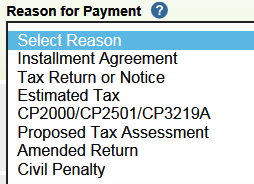 Reason for Payment ?
Select Reason
Installment Agreement
Tax Return or Notice
Estimated Tax
CP2000/CP2501/CP3219A
Proposed Tax Assessment
Amended Return
Civil Penalty